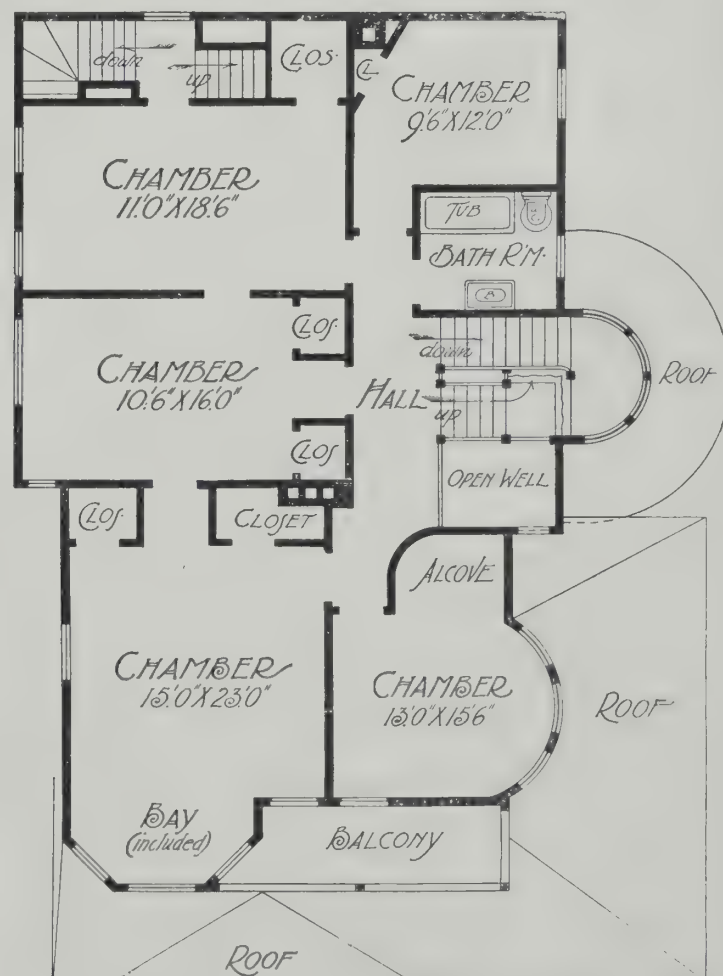 down
up
CLOS.
CL
CHAMBER
9'6"X12'0"
CHAMBER
11'0"X18'6"
TUB
W.C.
BATH R'M.
B
CLOS.
down
ROOF
CHAMBER
10'6"X16'0"
HALL
up
CLOS
OPEN WELL
CLOS.
CLOSET
ALCOVE
CHAMBER
15'0"X23'0"
CHAMBER
13'0"X15'6"
ROOF
BAY
(included)
BALCONY
ROOF